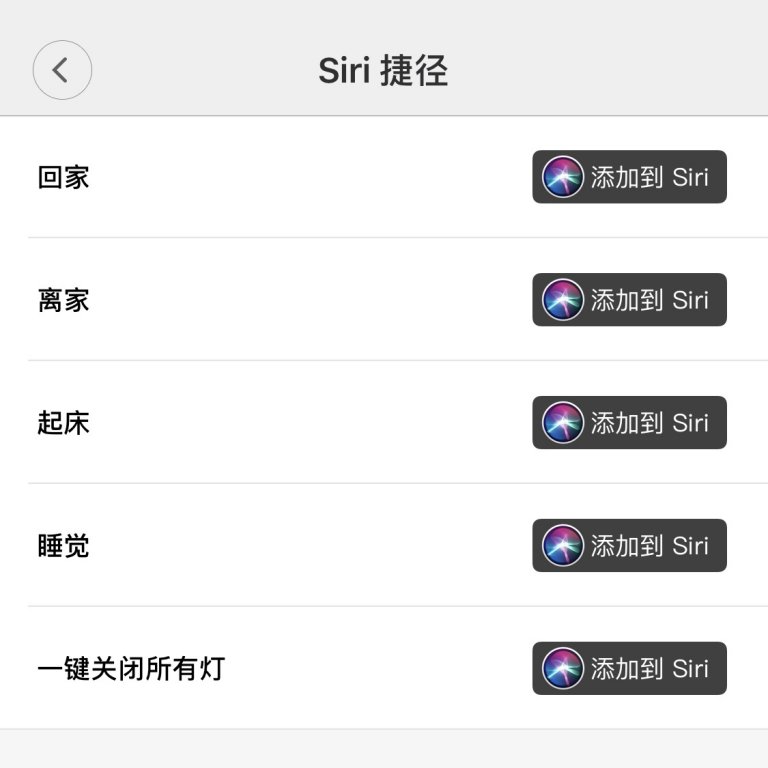 Siri 捷径
回家 添加到 Siri
离家 添加到 Siri
起床 添加到 Siri
睡觉 添加到 Siri
一键关闭所有灯 添加到 Siri